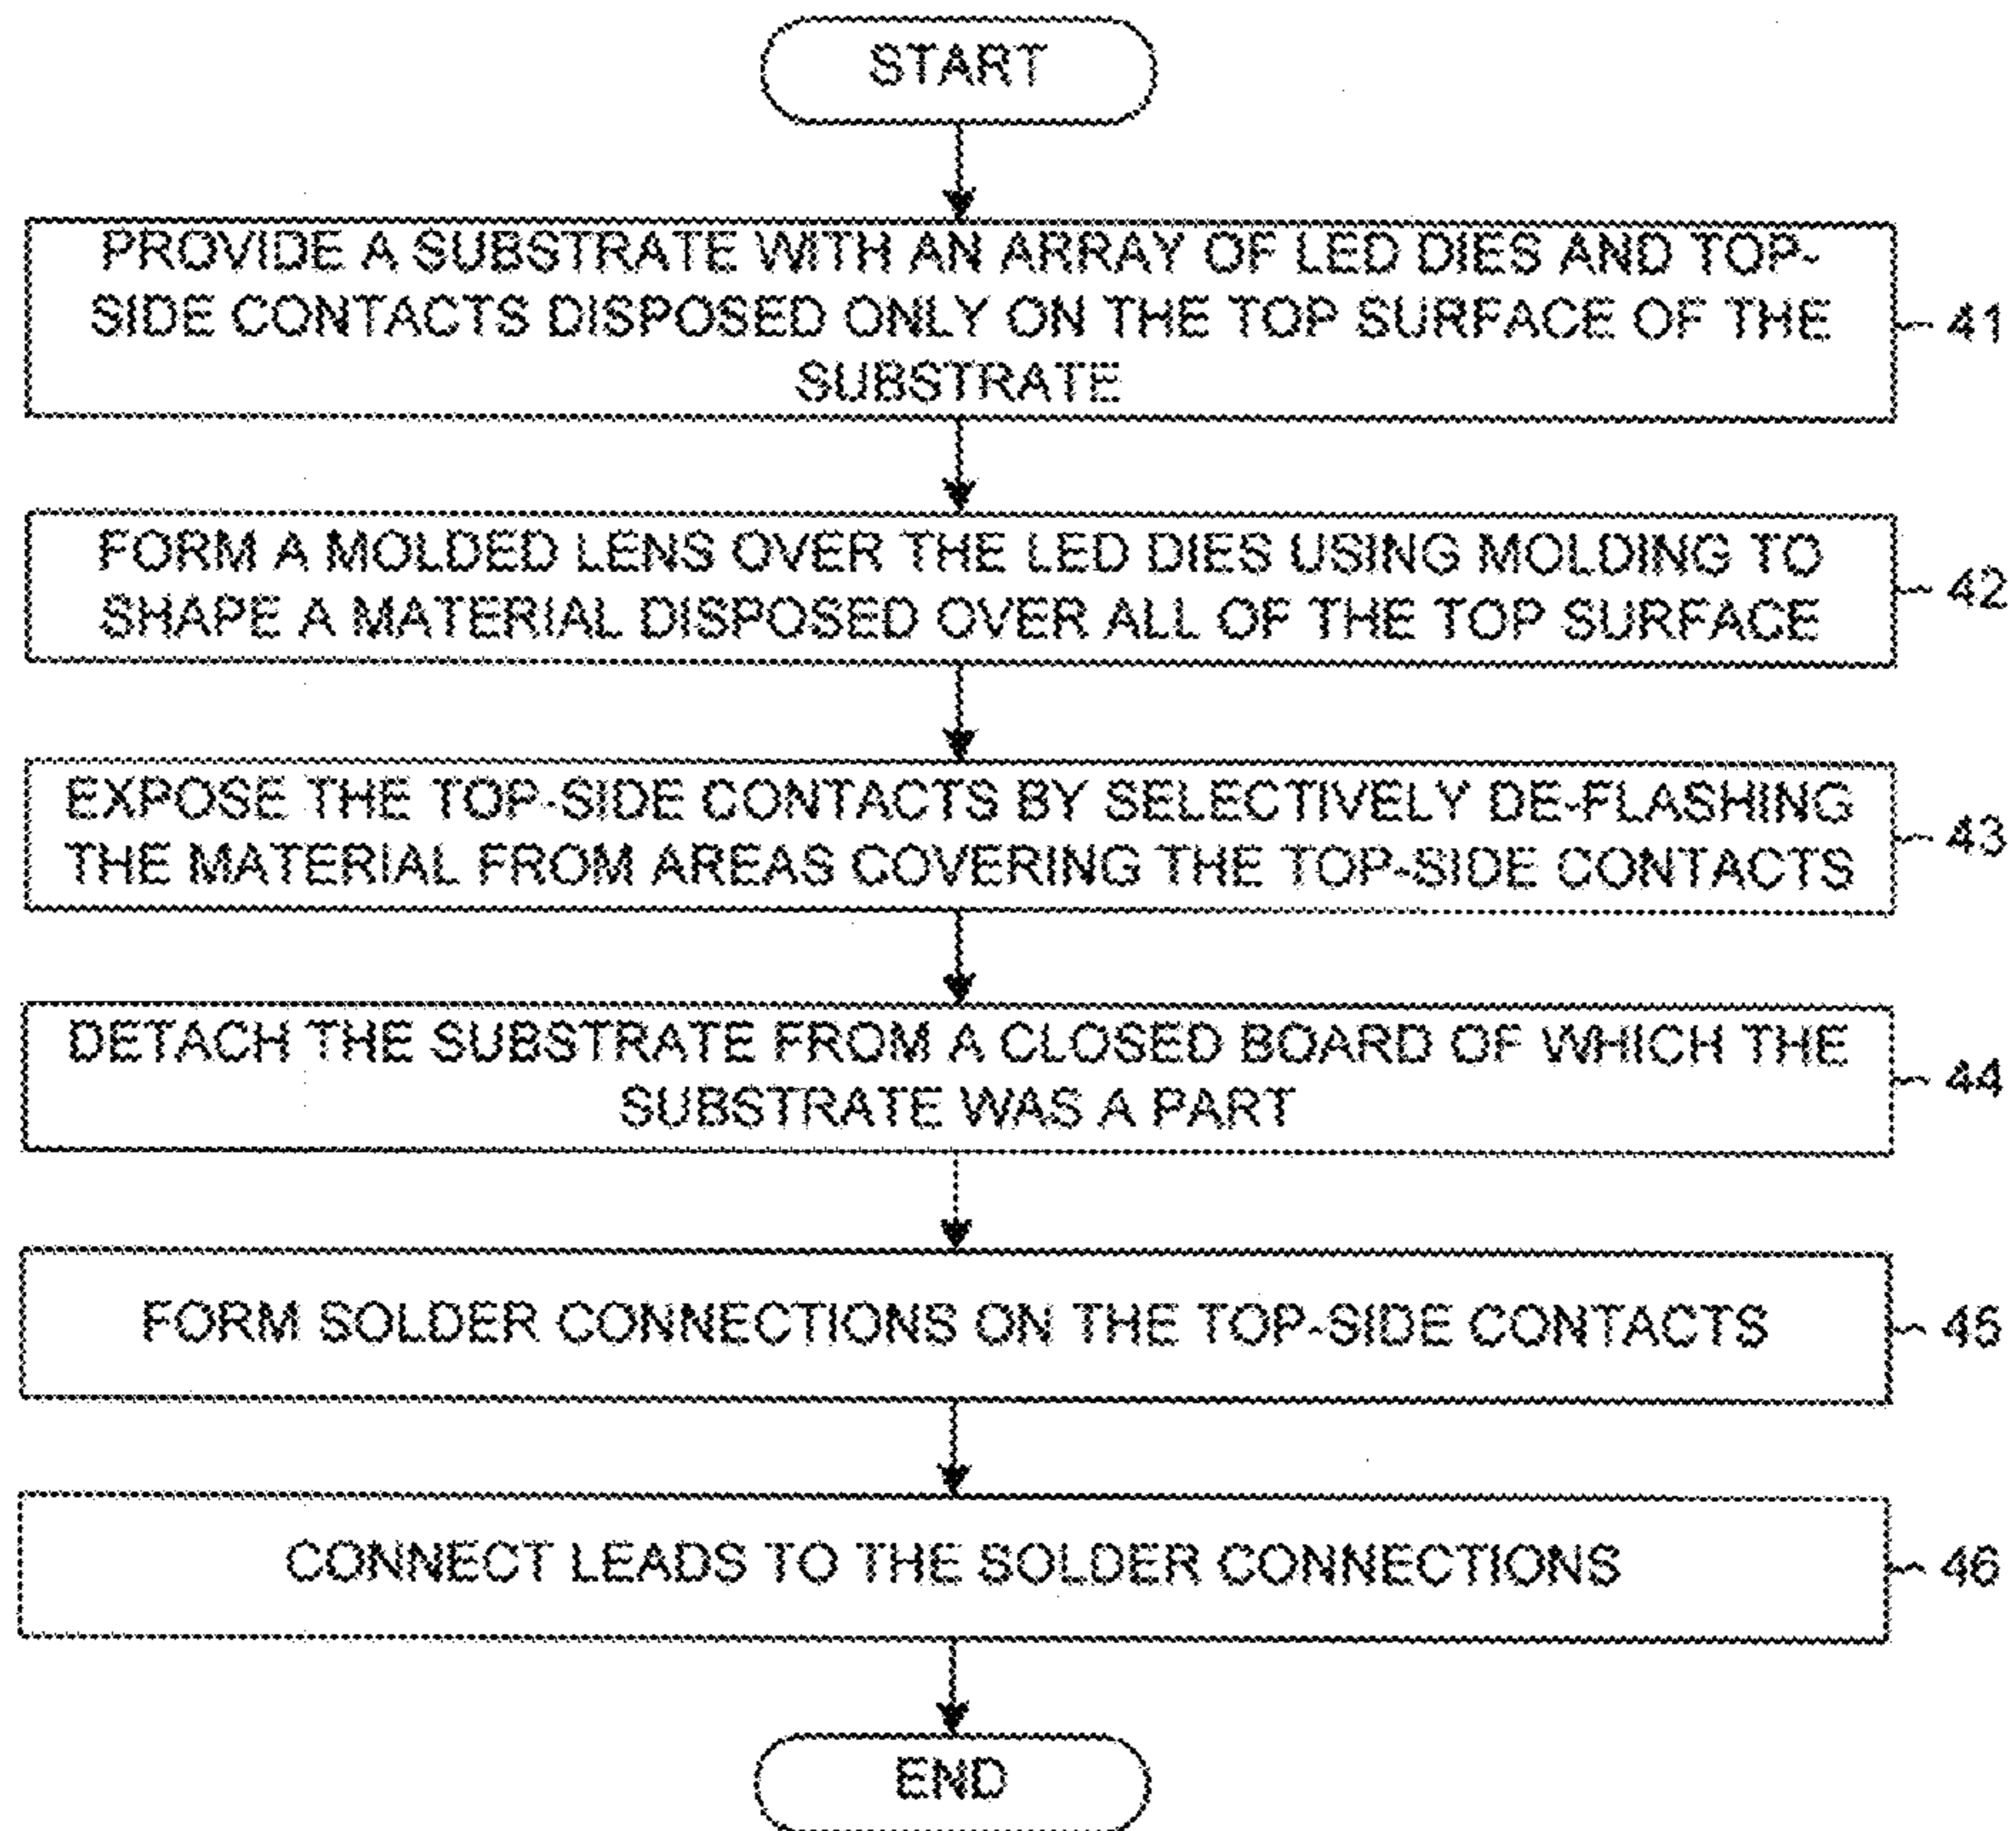 START
PROVIDE A SUBSTRATE WITH AN ARRAY OF LED DIES AND TOP-
SIDE CONTACTS DISPOSED ONLY ON THE TOP SURFACE OF THE
SUBSTRATE
41
FORM A MOLDED LENS OVER THE LED DIES USING MOLDING TO
SHAPE A MATERIAL DISPOSED OVER ALL OF THE TOP SURFACE
42
EXPOSE THE TOP-SIDE CONTACTS BY SELECTIVELY DE-FLASHING
THE MATERIAL FROM AREAS COVERING THE TOP-SIDE CONTACTS
43
DETACH THE SUBSTRATE FROM A CLOSED BOARD OF WHICH THE
SUBSTRATE WAS A PART
44
FORM SOLDER CONNECTIONS ON THE TOP-SIDE CONTACTS
45
CONNECT LEADS TO THE SOLDER CONNECTIONS
46
END